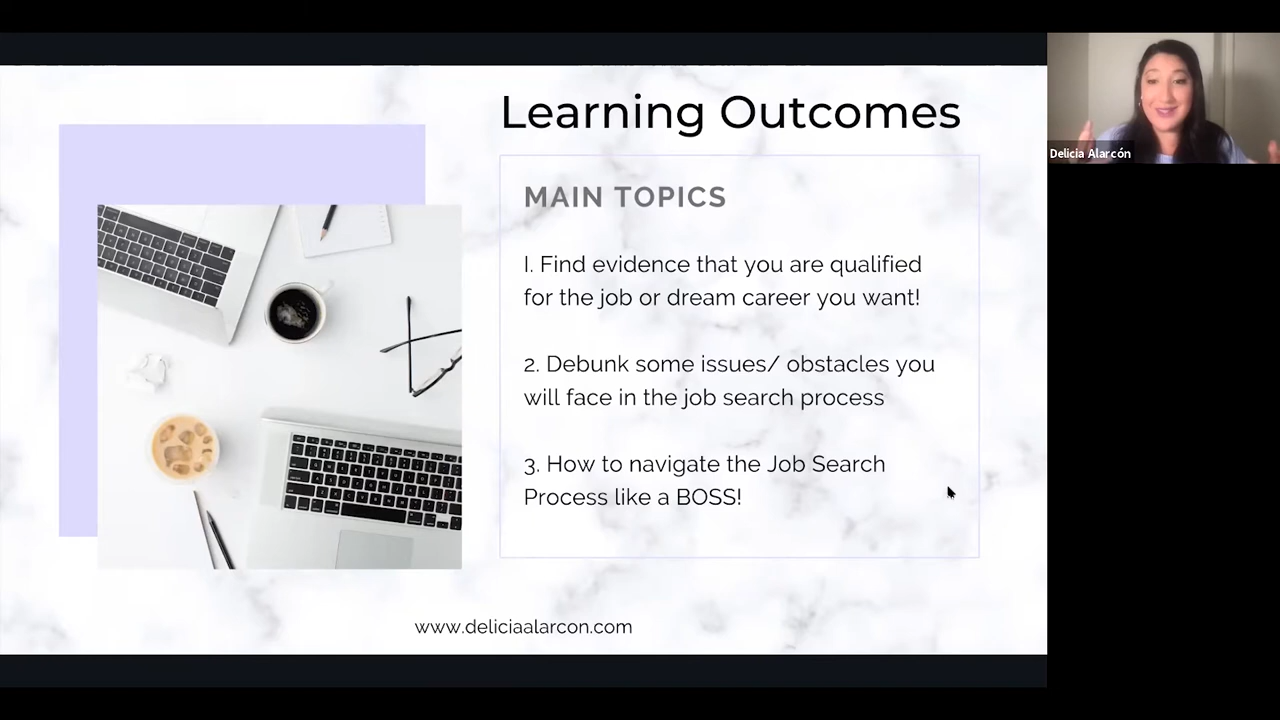 Learning Outcomes
MAIN TOPICS
I. Find evidence that you are qualified
for the job or dream career you want!
2. Debunk some issues/ obstacles you
will face in the job search process
3. How to navigate the Job Search
Process like a BOSS!
www.deliciaalarcon.com
Delicia Alarcón